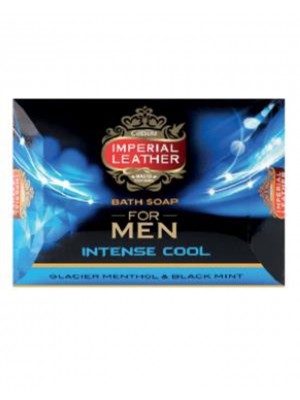 Cussons
IMPERIAL
LEATHER
BATH SOAP
FOR
MEN
INTENSE COOL
GLACIER MENTHOL & BLACK MINT